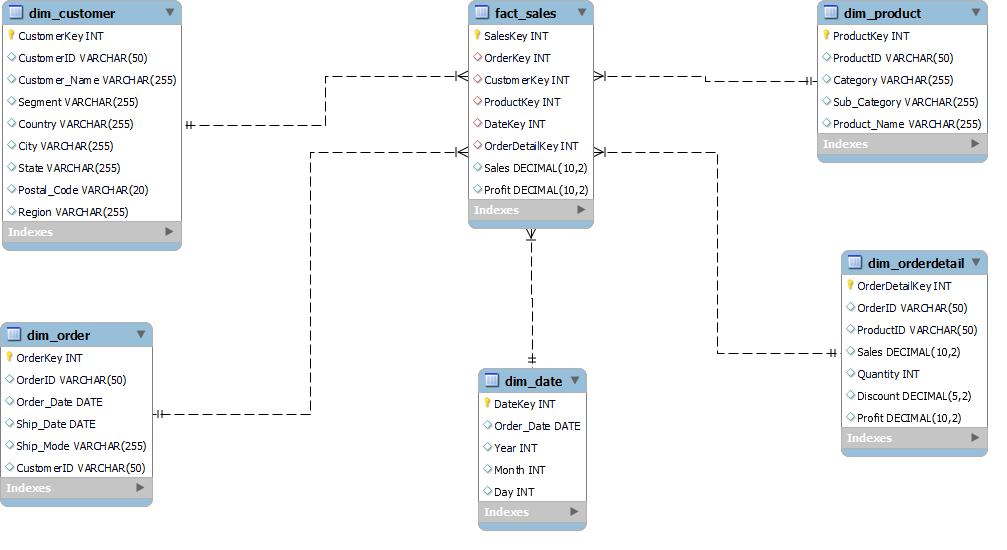 dim_customer
CustomerKey INT
CustomerID VARCHAR(50)
Customer_Name VARCHAR(255)
Segment VARCHAR(255)
Country VARCHAR(255)
City VARCHAR(255)
State VARCHAR(255)
Postal_Code VARCHAR(20)
Region VARCHAR(255)
Indexes
fact_sales
SalesKey INT
OrderKey INT
CustomerKey INT
ProductKey INT
DateKey INT
OrderDetailKey INT
Sales DECIMAL(10,2)
Profit DECIMAL(10,2)
Indexes
dim_product
ProductKey INT
ProductID VARCHAR(50)
Category VARCHAR(255)
Sub_Category VARCHAR(255)
Product_Name VARCHAR(255)
Indexes
dim_order
OrderKey INT
OrderID VARCHAR(50)
Order_Date DATE
Ship_Date DATE
Ship_Mode VARCHAR(255)
CustomerID VARCHAR(50)
Indexes
dim_date
DateKey INT
Order_Date DATE
Year INT
Month INT
Day INT
Indexes
dim_orderdetail
OrderDetailKey INT
OrderID VARCHAR(50)
ProductID VARCHAR(50)
Sales DECIMAL(10,2)
Quantity INT
Discount DECIMAL(5,2)
Profit DECIMAL(10,2)
Indexes